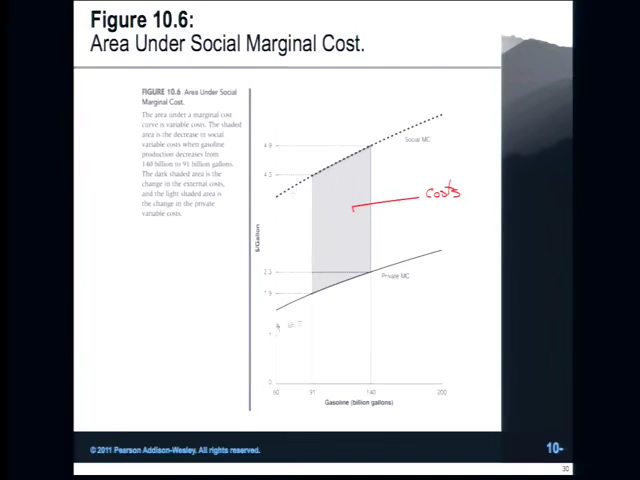 Figure 10.6:
Area Under Social Marginal Cost.
FIGURE 10.6 Area Under Social
Marginal Cost.
The area under a marginal cost
curve is variable costs. The shaded
area is the decrease in social
variable costs when gasoline
production decreases from
140 billion to 91 billion gallons.
The dark shaded area is the
change in the external costs,
and the light shaded area is
the change in the private
variable costs.
$/Gallon
4.9
Social MC
4.3
costs
2.3
Private MC
1.9
1
0
60 91 140 200
Gasoline (billion gallons)
© 2011 Pearson Addison-Wesley. All rights reserved.
10-
30